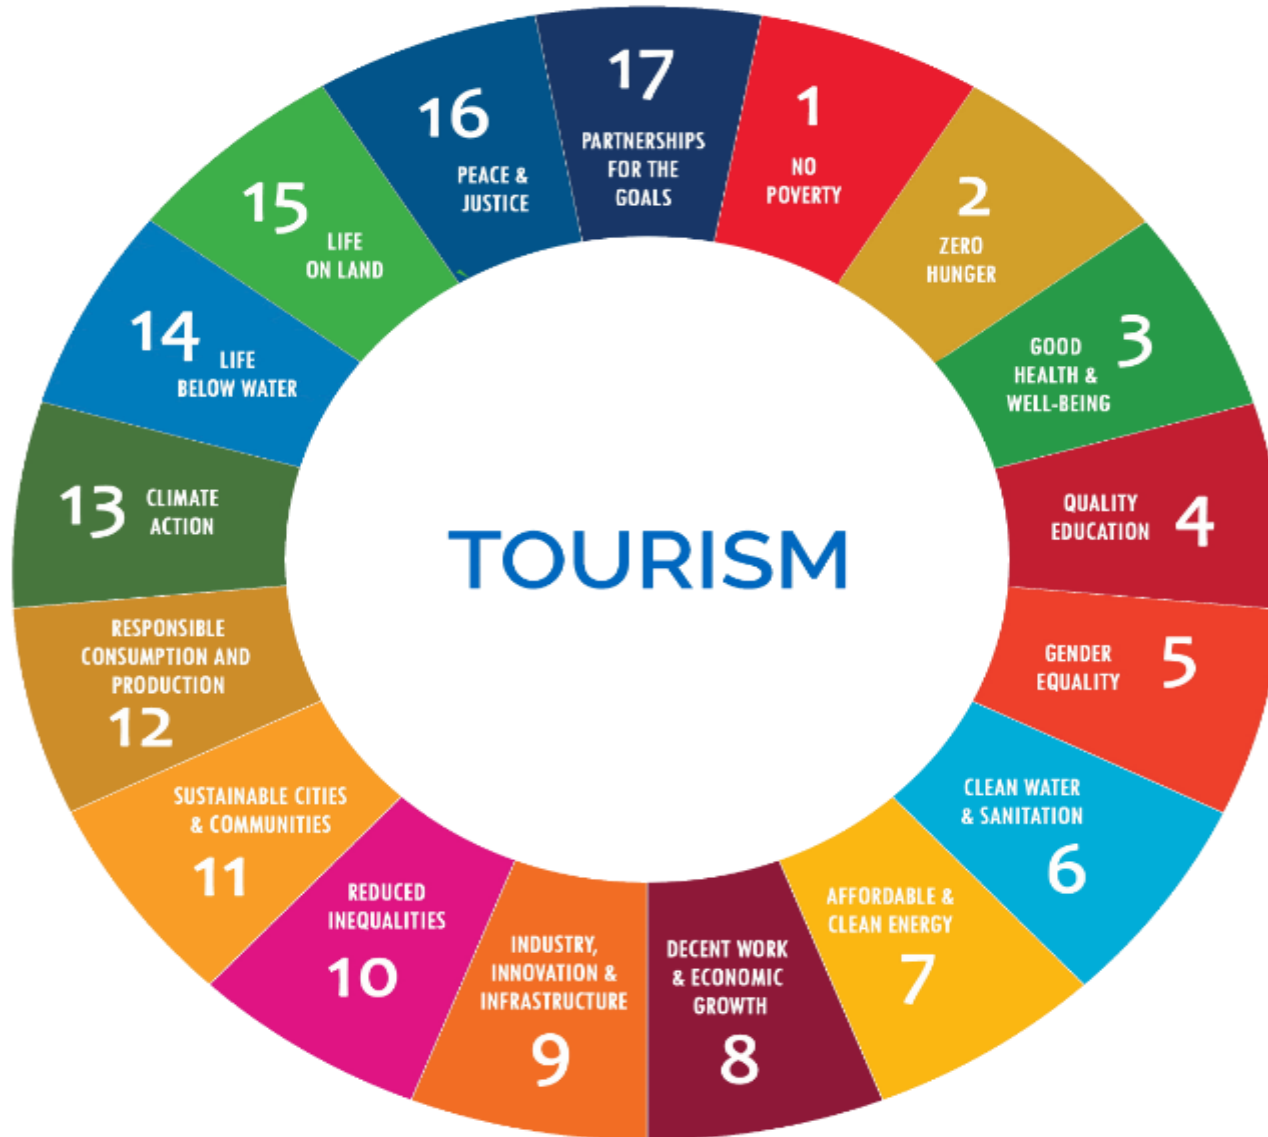 17
PARTNERSHIPS
FOR THE
GOALS
1
NO
POVERTY
2
ZERO
HUNGER
3
GOOD
HEALTH &
WELL-BEING
4
QUALITY
EDUCATION
5
GENDER
EQUALITY
CLEAN WATER
& SANITATION
6
AFFORDABLE &
CLEAN ENERGY
7
DECENT WORK
& ECONOMIC
GROWTH
8
INDUSTRY,
INNOVATION &
INFRASTRUCTURE
9
REDUCED
INEQUALITIES
10
SUSTAINABLE CITIES
& COMMUNITIES
11
RESPONSIBLE
CONSUMPTION AND
PRODUCTION
12
13
CLIMATE
ACTION
14
LIFE
BELOW WATER
15
LIFE
ON LAND
16
PEACE &
JUSTICE
TOURISM